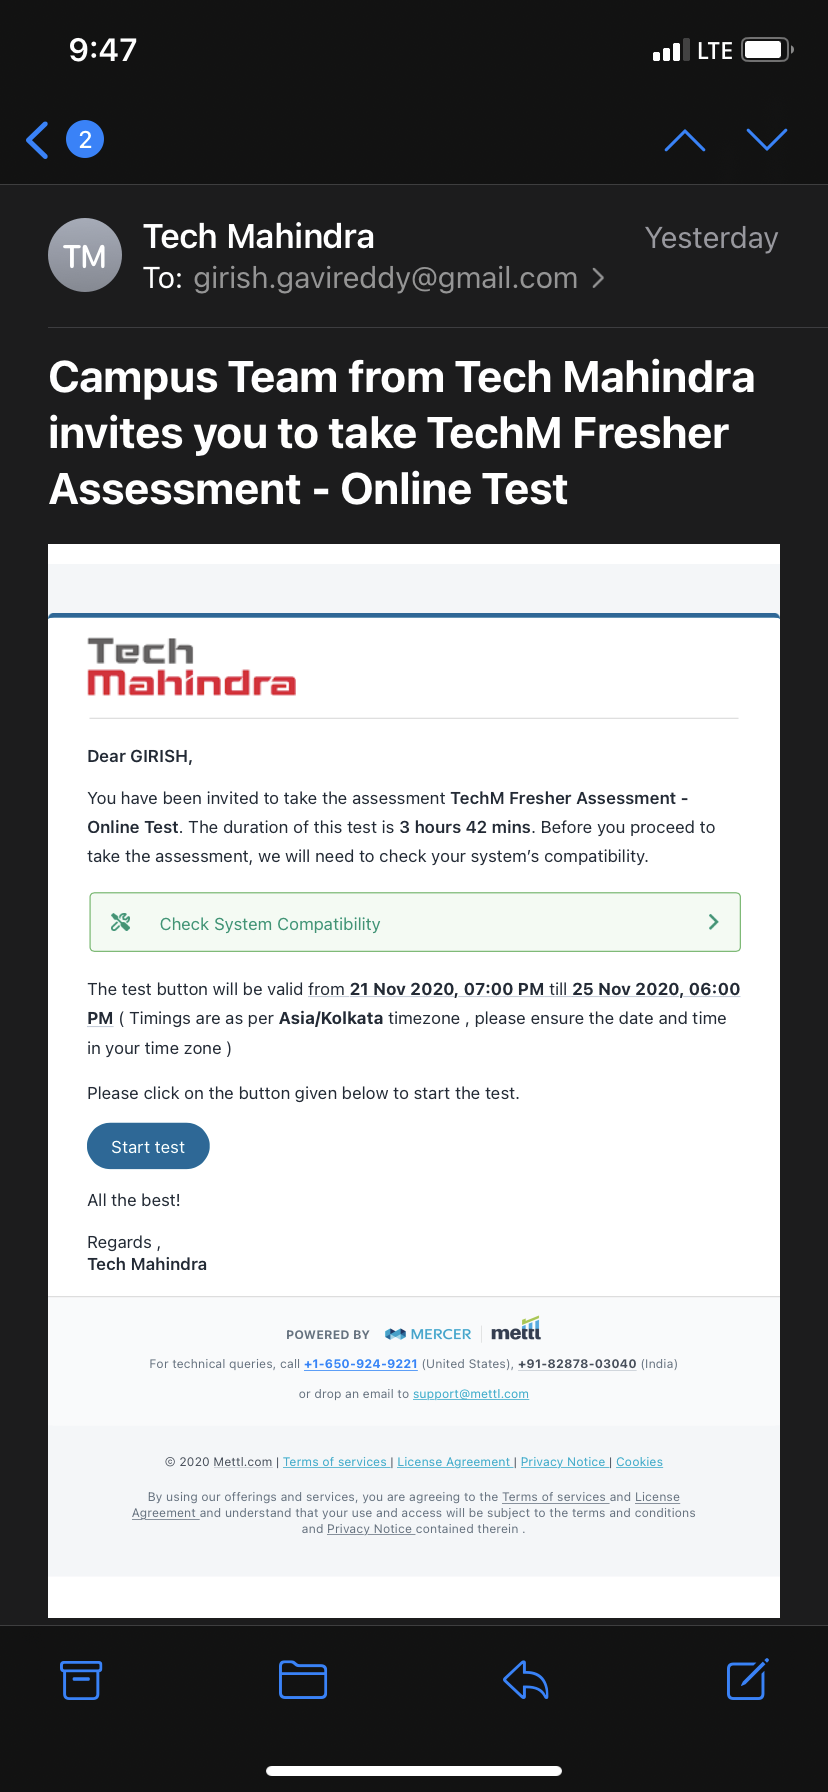 9:47
LTE
2
TM
Tech Mahindra
Yesterday
To: girish.gavireddy@gmail.com
Campus Team from Tech Mahindra
invites you to take TechM Fresher
Assessment - Online Test
Tech
Mahindra
Dear GIRISH,
You have been invited to take the assessment TechM Fresher Assessment -
Online Test. The duration of this test is 3 hours 42 mins. Before you proceed to
take the assessment, we will need to check your system's compatibility.
Check System Compatibility
The test button will be valid from 21 Nov 2020, 07:00 PM till 25 Nov 2020, 06:00
PM ( Timings are as per Asia/Kolkata timezone , please ensure the date and time
in your time zone )
Please click on the button given below to start the test.
Start test
All the best!
Regards ,
Tech Mahindra
POWERED BY MERCER | mettl
For technical queries, call +1-650-924-9221 (United States), +91-82878-03040 (India)
or drop an email to support@mettl.com
© 2020 Mettl.com | Terms of services | License Agreement | Privacy Notice | Cookies
By using our offerings and services, you are agreeing to the Terms of services and License
Agreement and understand that your use and access will be subject to the terms and conditions
and Privacy Notice contained therein .